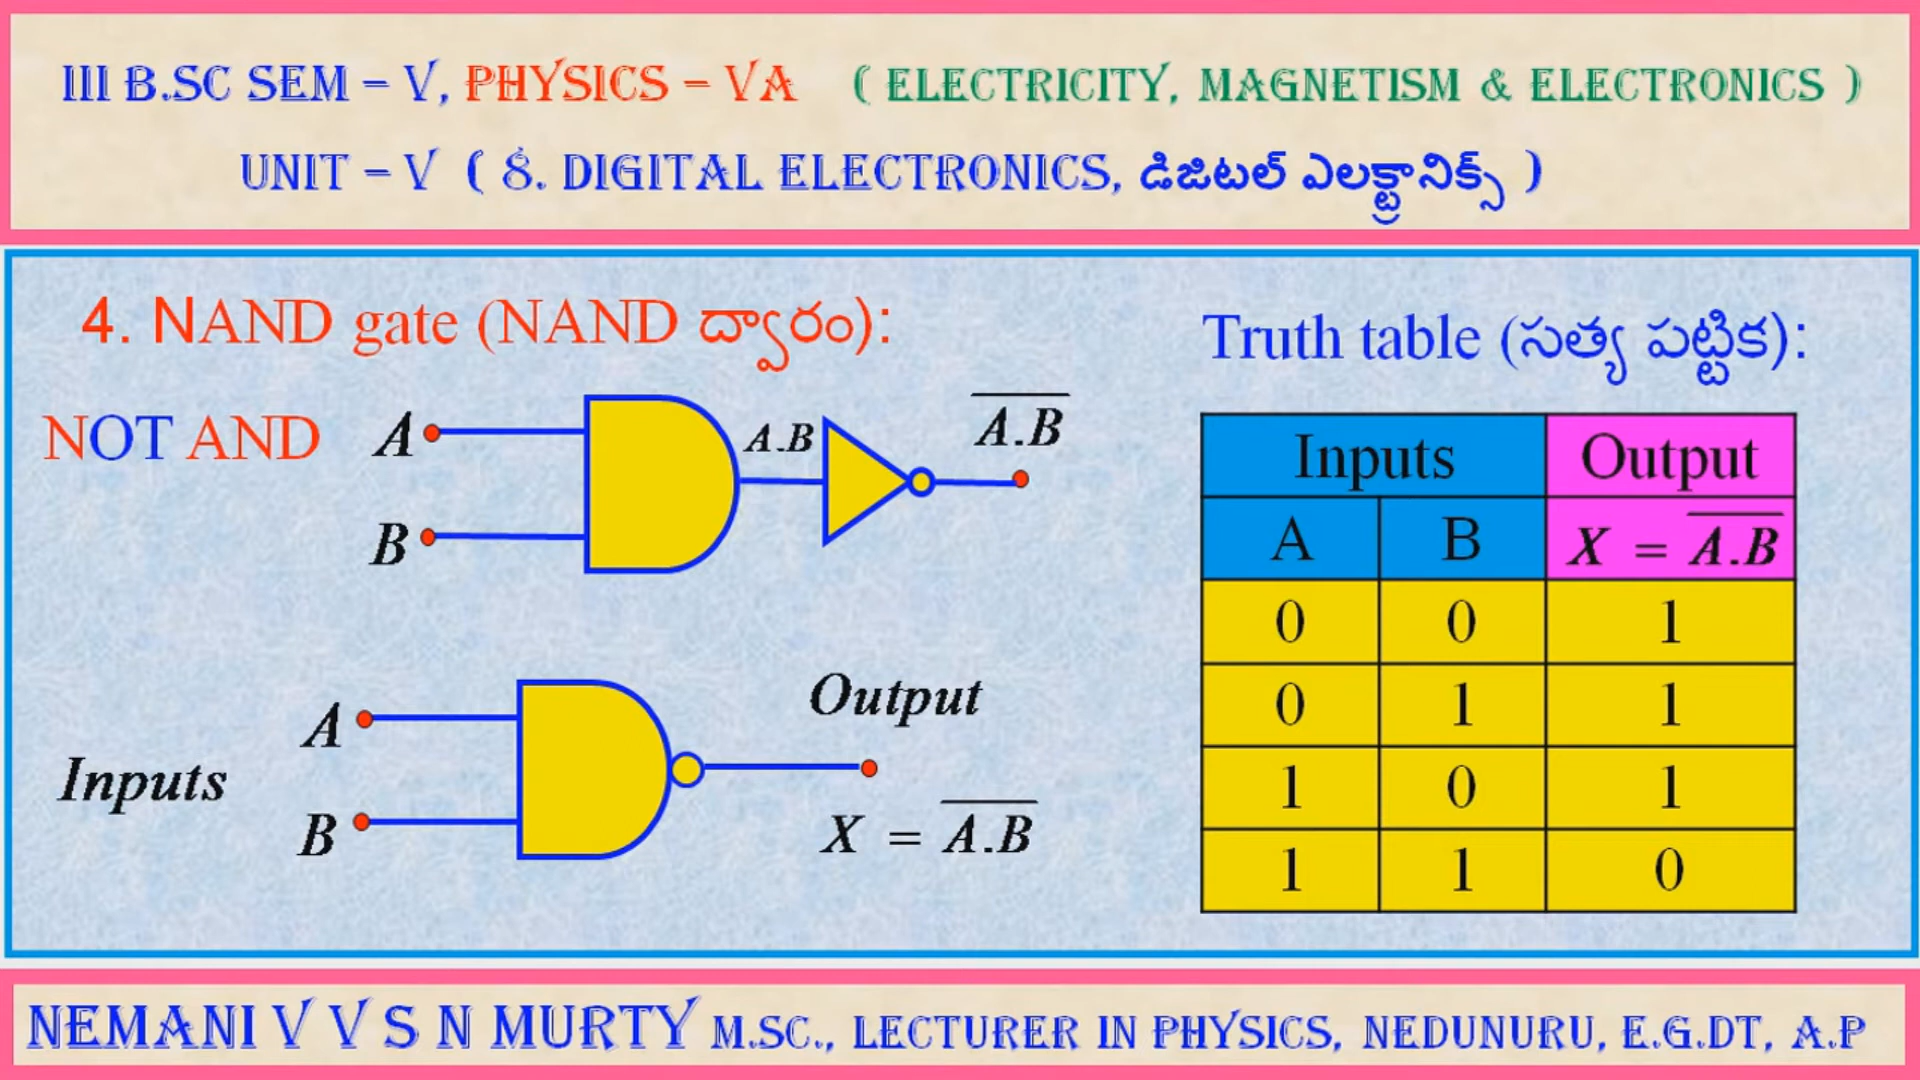 III B.SC SEM – V, PHYSICS – VA ( ELECTRICITY, MAGNETISM & ELECTRONICS )
UNIT – V ( 8. DIGITAL ELECTRONICS, డిజిటల్ ఎలక్ట్రానిక్స్ )
4. NAND gate (NAND ద్వారం):
NOT AND
A
B
A.B
A̅.̅B̅
Inputs
A
B
Output
X = A̅.̅B̅
Truth table (సత్య పట్టిక):
Inputs Output
A B X = A̅.̅B̅
0 0 1
0 1 1
1 0 1
1 1 0
NEMANI V V S N MURTY M.SC., LECTURER IN PHYSICS, NEDUNURU, E.G.DT, A.P